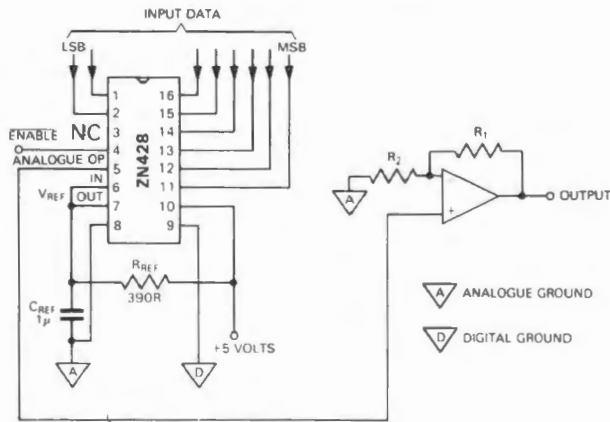 INPUT DATA
LSB
MSB
1
16
2
15
ENABLE
NC
3
14
4
13
ANALOGUE OP
5
12
IN
6
11
VREF
OUT
7
10
8
9
ZN428
R1
R2
A
-
+
OUTPUT
RREF
390R
CREF
1μ
+5 VOLTS
A
D
A ANALOGUE GROUND
D DIGITAL GROUND